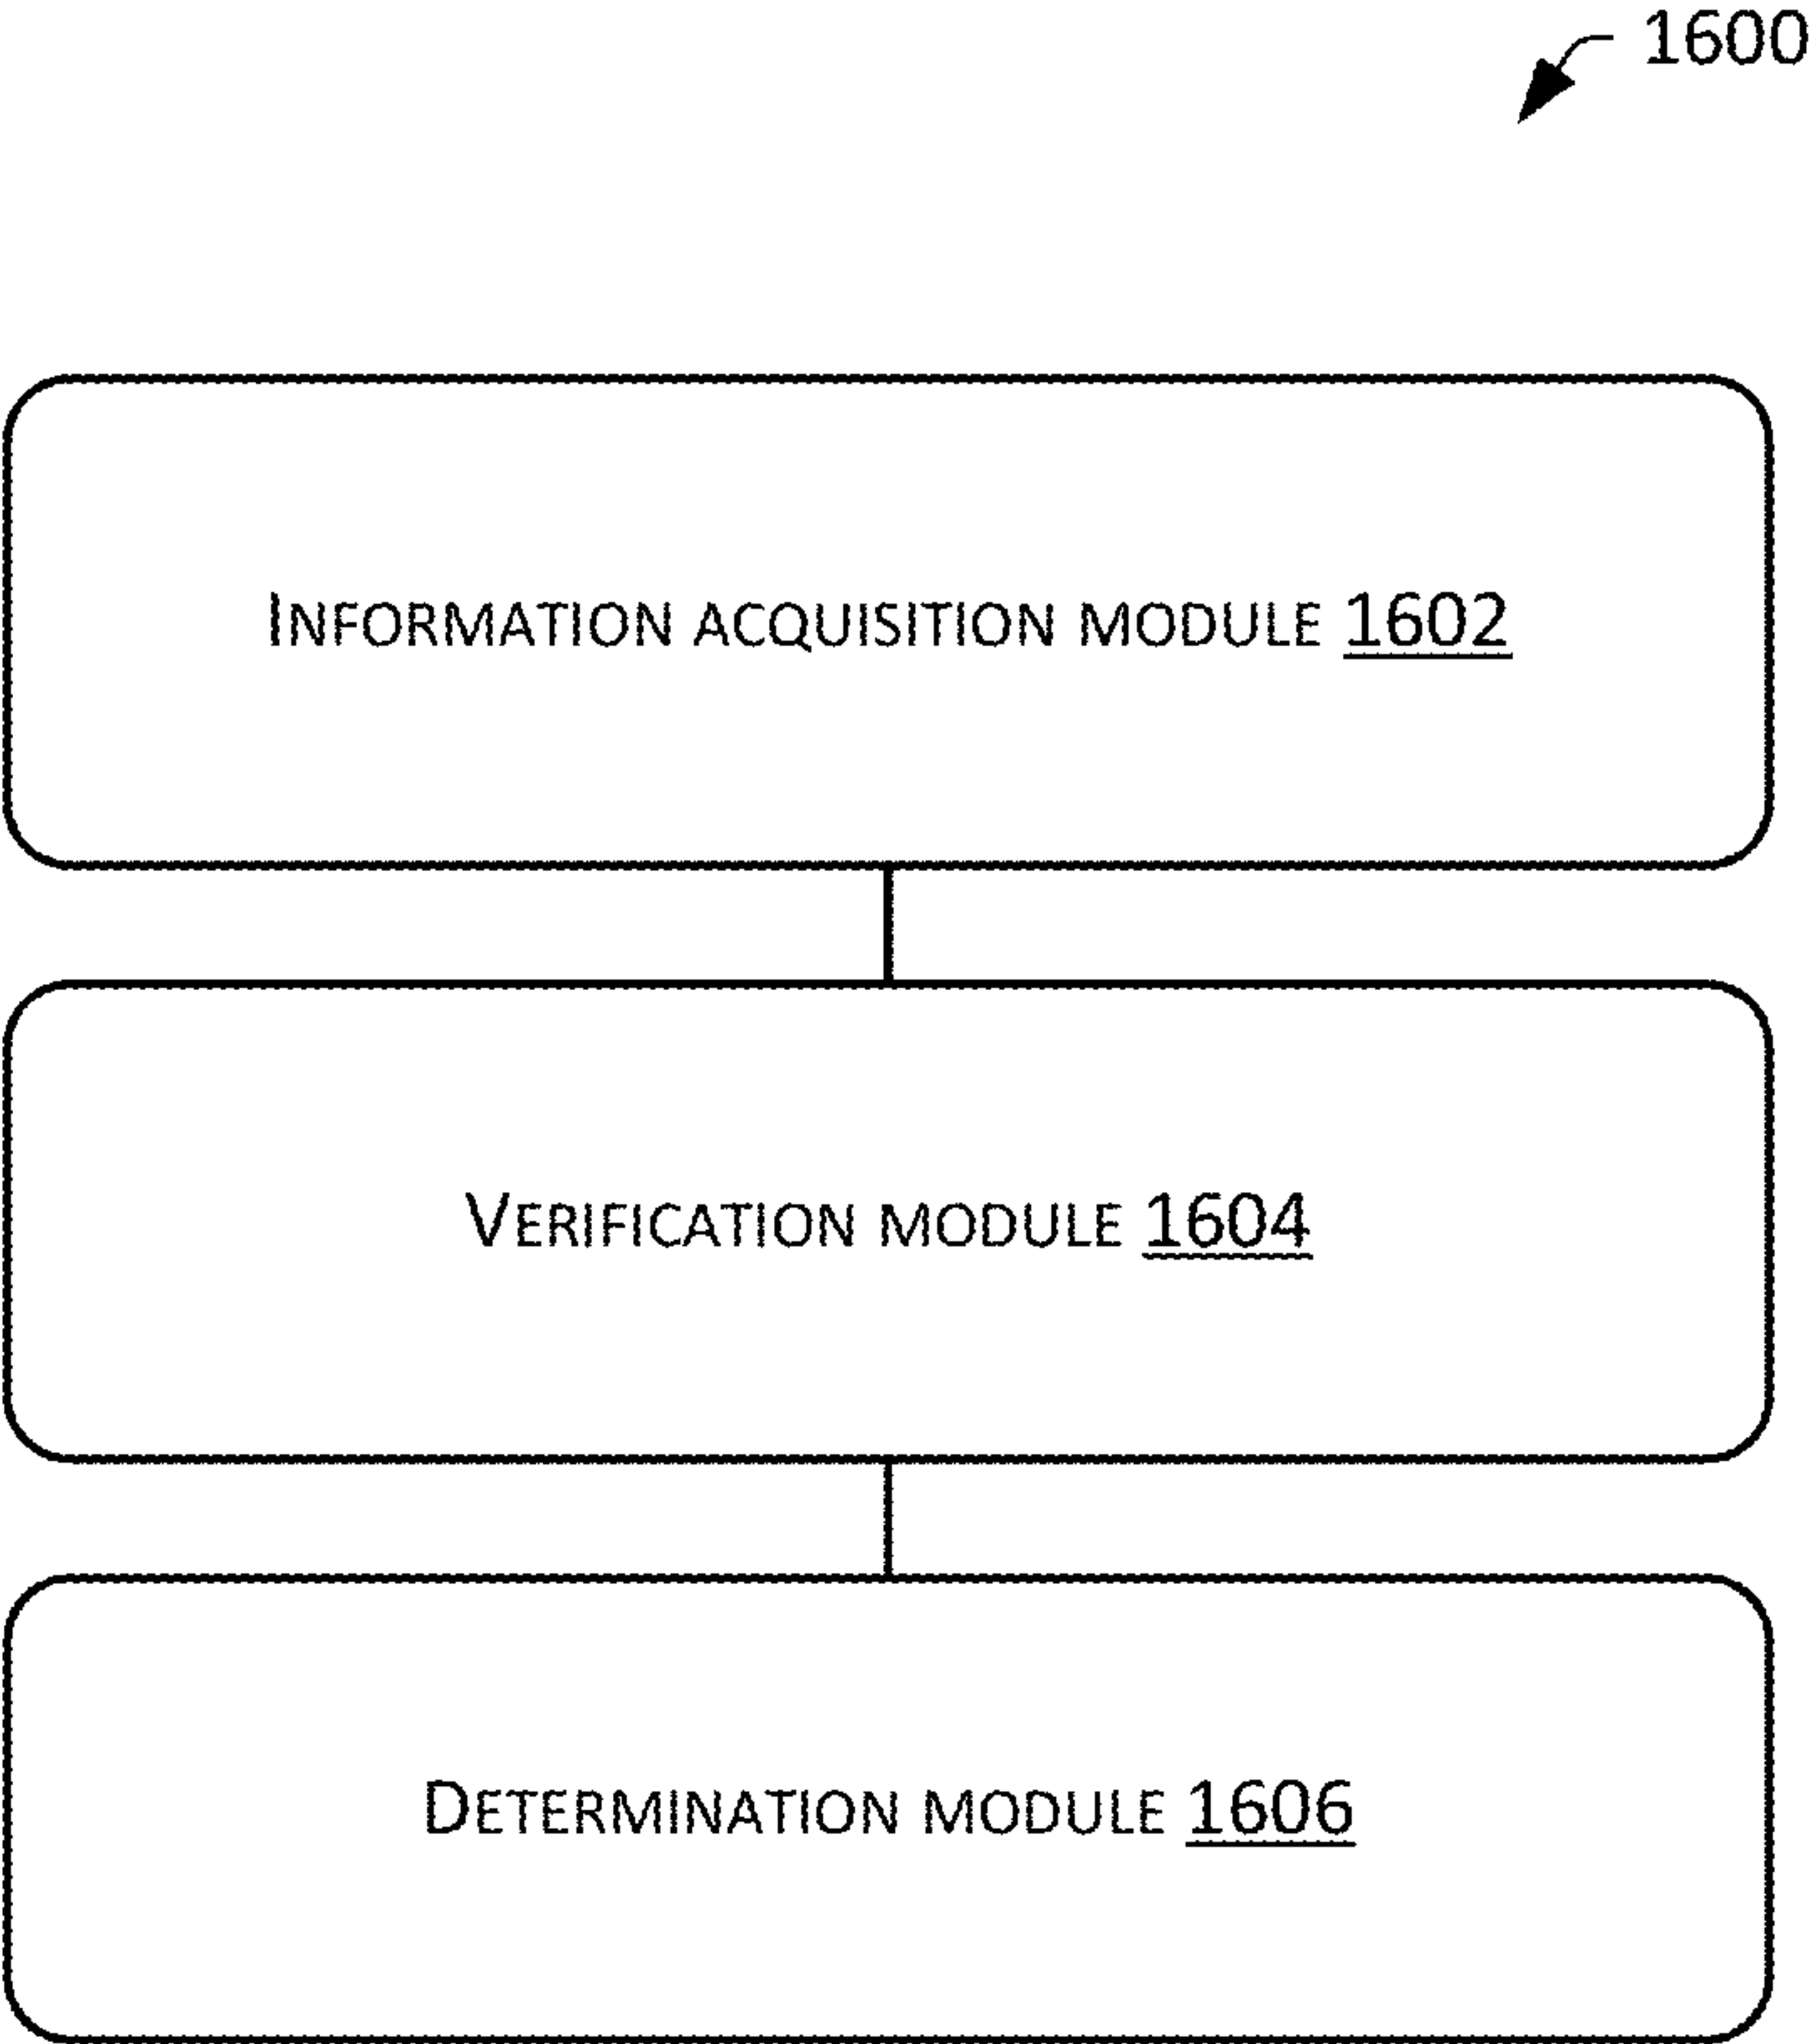 1600
INFORMATION ACQUISITION MODULE 1602
VERIFICATION MODULE 1604
DETERMINATION MODULE 1606